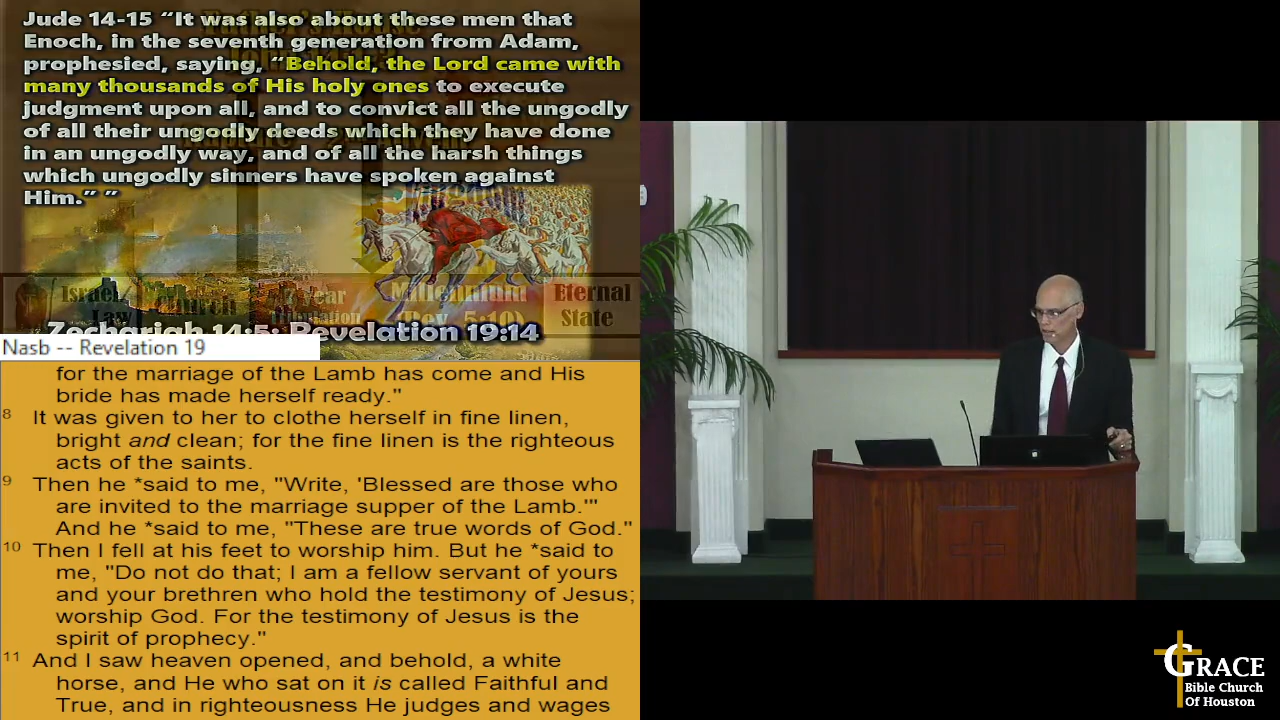 Jude 14-15 “It was also about these men that
Enoch, in the seventh generation from Adam,
prophesied, saying, “Behold, the Lord came with
many thousands of His holy ones to execute
judgment upon all, and to convict all the ungodly
of all their ungodly deeds which they have done
in an ungodly way, and of all the harsh things
which ungodly sinners have spoken against
Him.” ”
Israel Church Year Millennium Eternal
Law Tribulation (Rev. 5:10) State
Zechariah 14:5; Revelation 19:14
Nasb -- Revelation 19
for the marriage of the Lamb has come and His
bride has made herself ready."
8 It was given to her to clothe herself in fine linen,
bright and clean; for the fine linen is the righteous
acts of the saints.
9 Then he *said to me, "Write, 'Blessed are those who
are invited to the marriage supper of the Lamb.'"
And he *said to me, "These are true words of God."
10 Then I fell at his feet to worship him. But he *said to
me, "Do not do that; I am a fellow servant of yours
and your brethren who hold the testimony of Jesus;
worship God. For the testimony of Jesus is the
spirit of prophecy."
11 And I saw heaven opened, and behold, a white
horse, and He who sat on it is called Faithful and
True, and in righteousness He judges and wages
GRACE
Bible Church
Of Houston